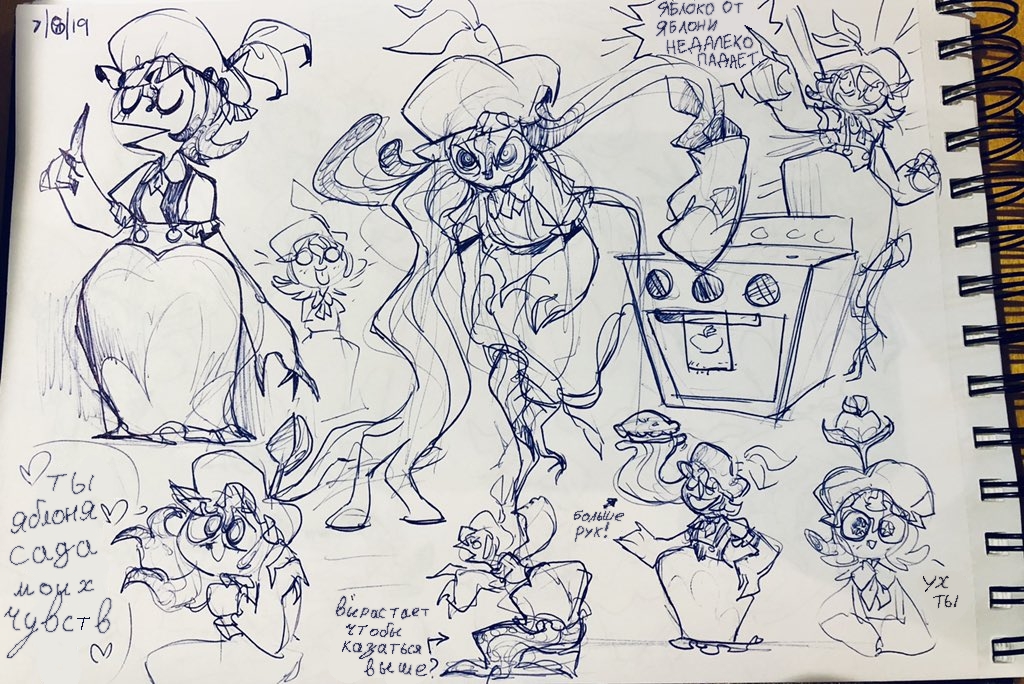 7/8/19
ЯБЛОКО ОТ
ЯБЛОНИ
НЕДАЛЕКО
ПАДАЕТ
ТЫ
яблоня
сада
моих
чувств
больше
рук!
вырастает
чтобы
казаться
выше?
ух
ты